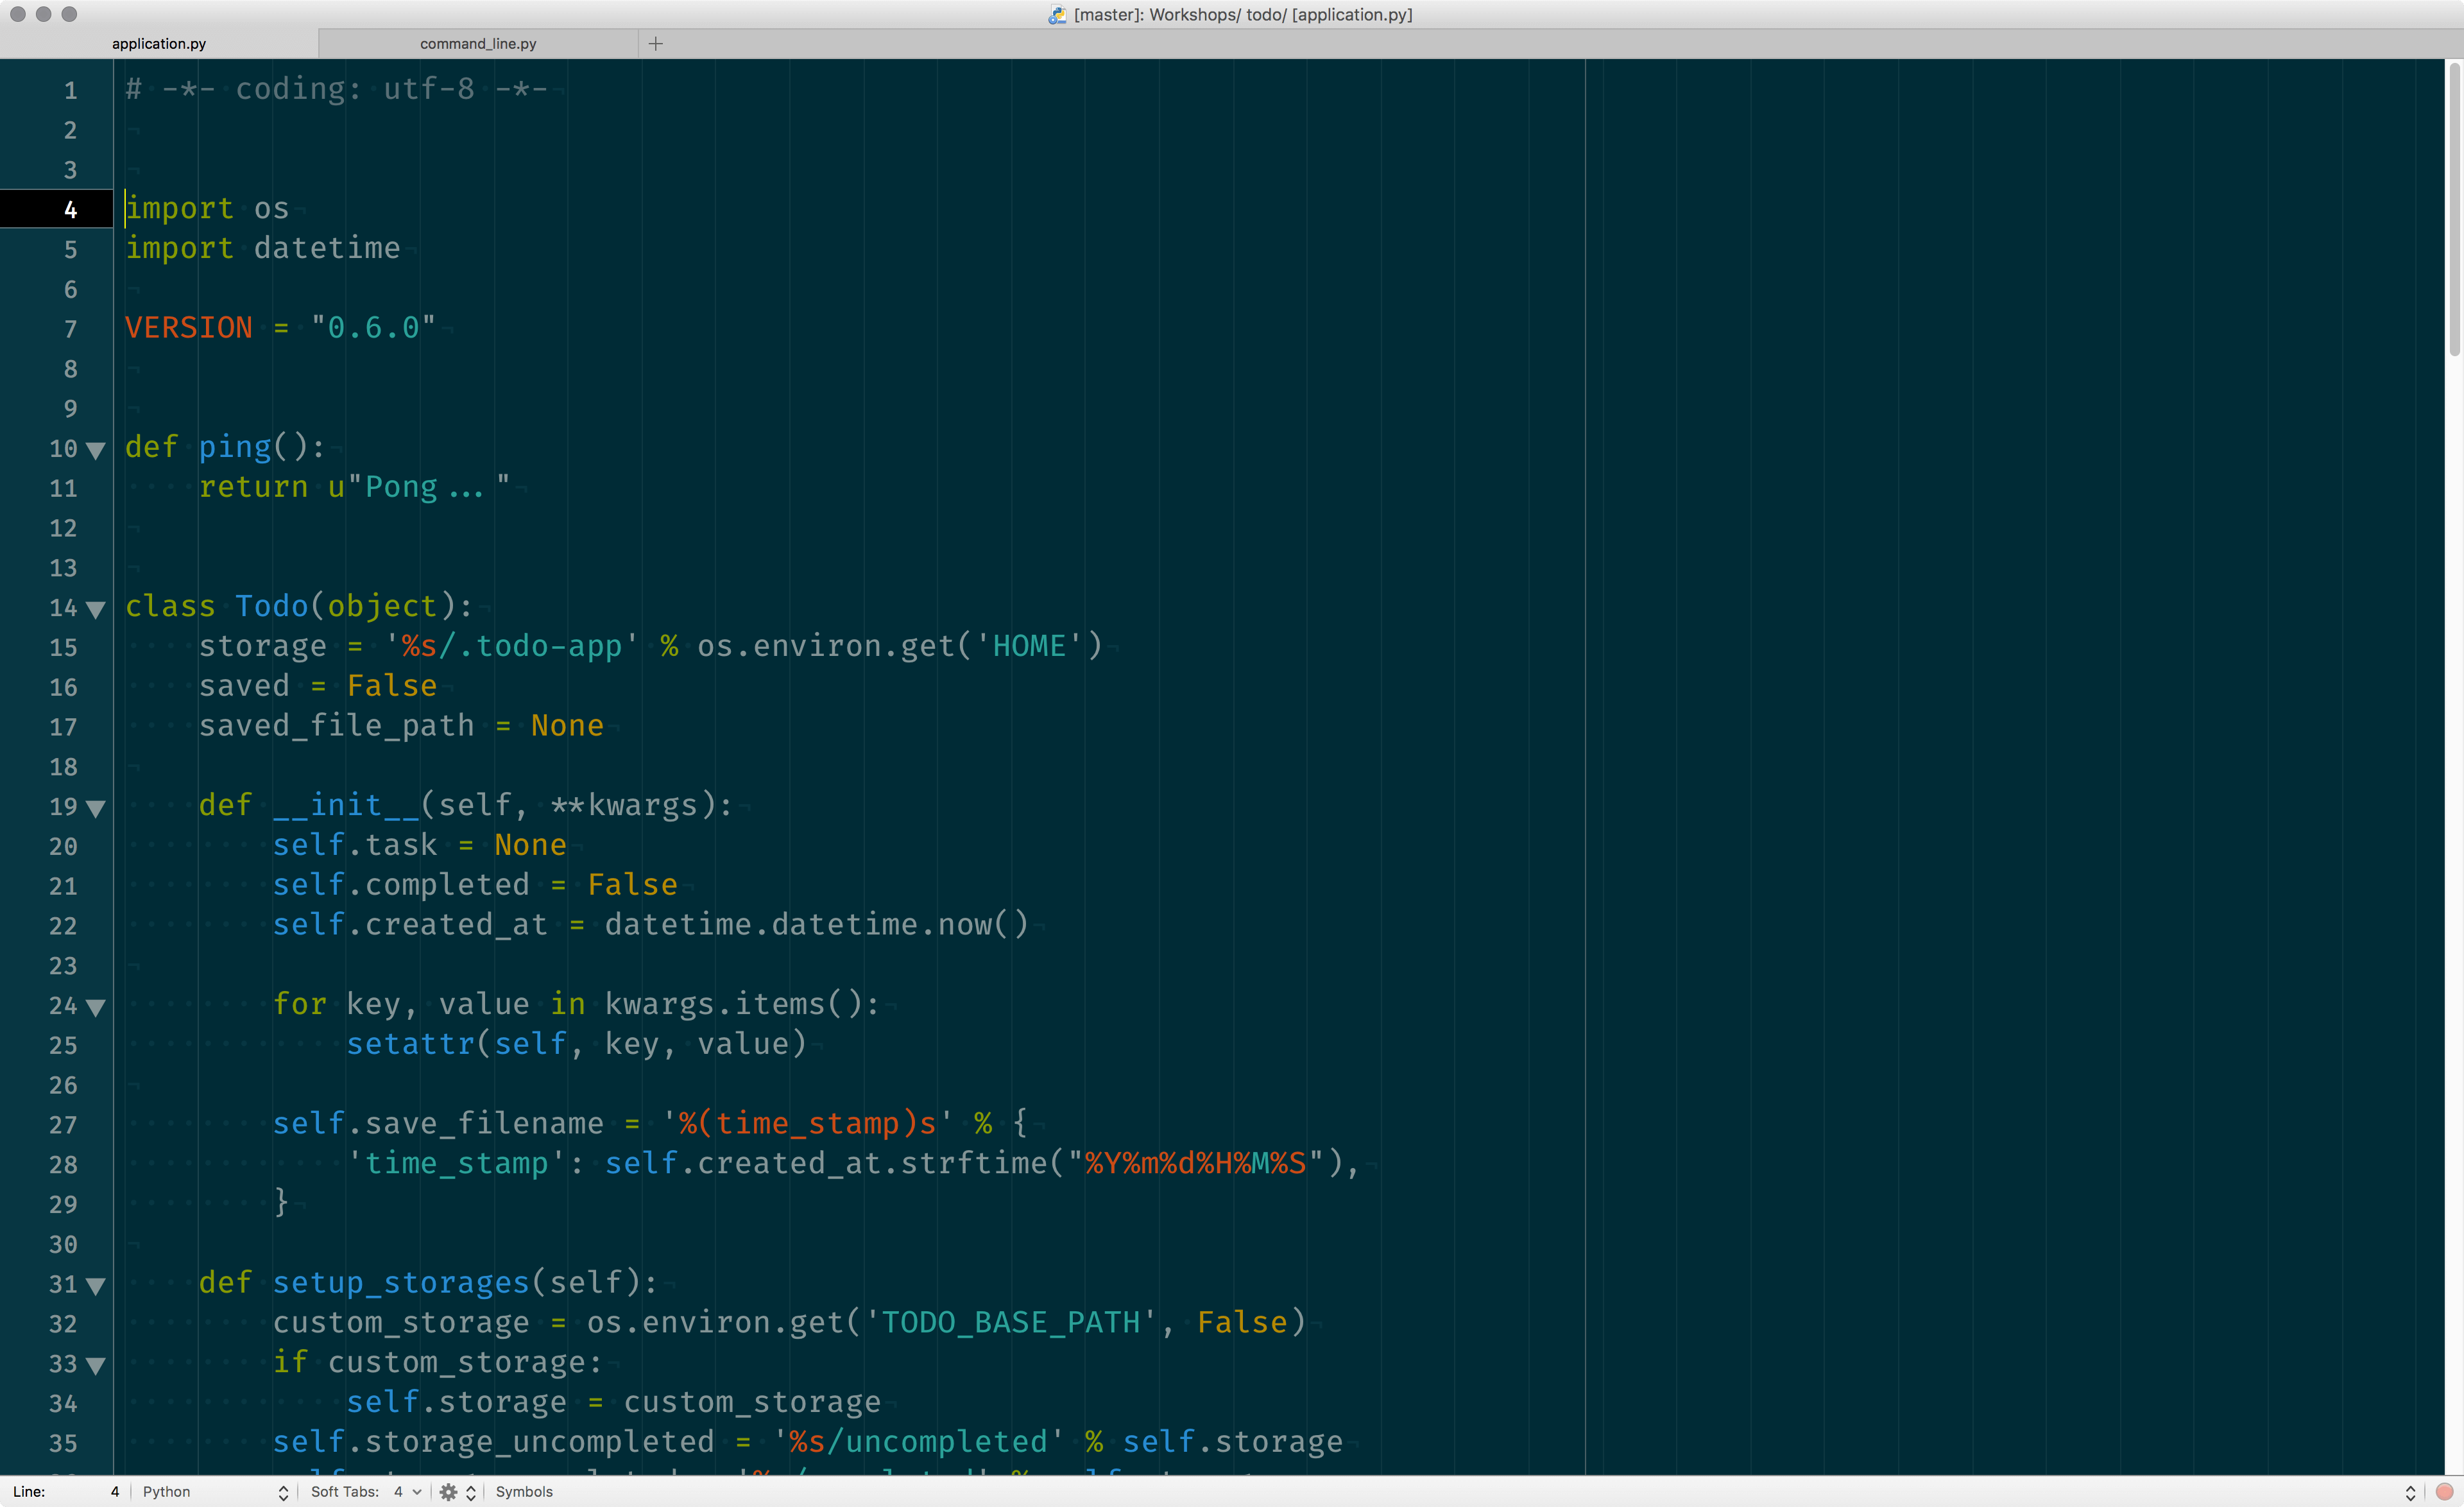 [master]: Workshops/ todo/ [application.py]
application.py command_line.py
1 # -*- coding: utf-8 -*-
2
3
4 import os
5 import datetime
6
7 VERSION = "0.6.0"
8
9
10 def ping():
11     return u"Pong..."
12
13
14 class Todo(object):
15     storage = '%s/.todo-app' % os.environ.get('HOME')
16     saved = False
17     saved_file_path = None
18
19     def __init__(self, **kwargs):
20         self.task = None
21         self.completed = False
22         self.created_at = datetime.datetime.now()
23
24         for key, value in kwargs.items():
25             setattr(self, key, value)
26
27         self.save_filename = '%(time_stamp)s' % {
28             'time_stamp': self.created_at.strftime("%Y%m%d%H%M%S"),
29         }
30
31     def setup_storages(self):
32         custom_storage = os.environ.get('TODO_BASE_PATH', False)
33         if custom_storage:
34             self.storage = custom_storage
35         self.storage_uncompleted = '%s/uncompleted' % self.storage
Line: 4 Python Soft Tabs: 4 Symbols